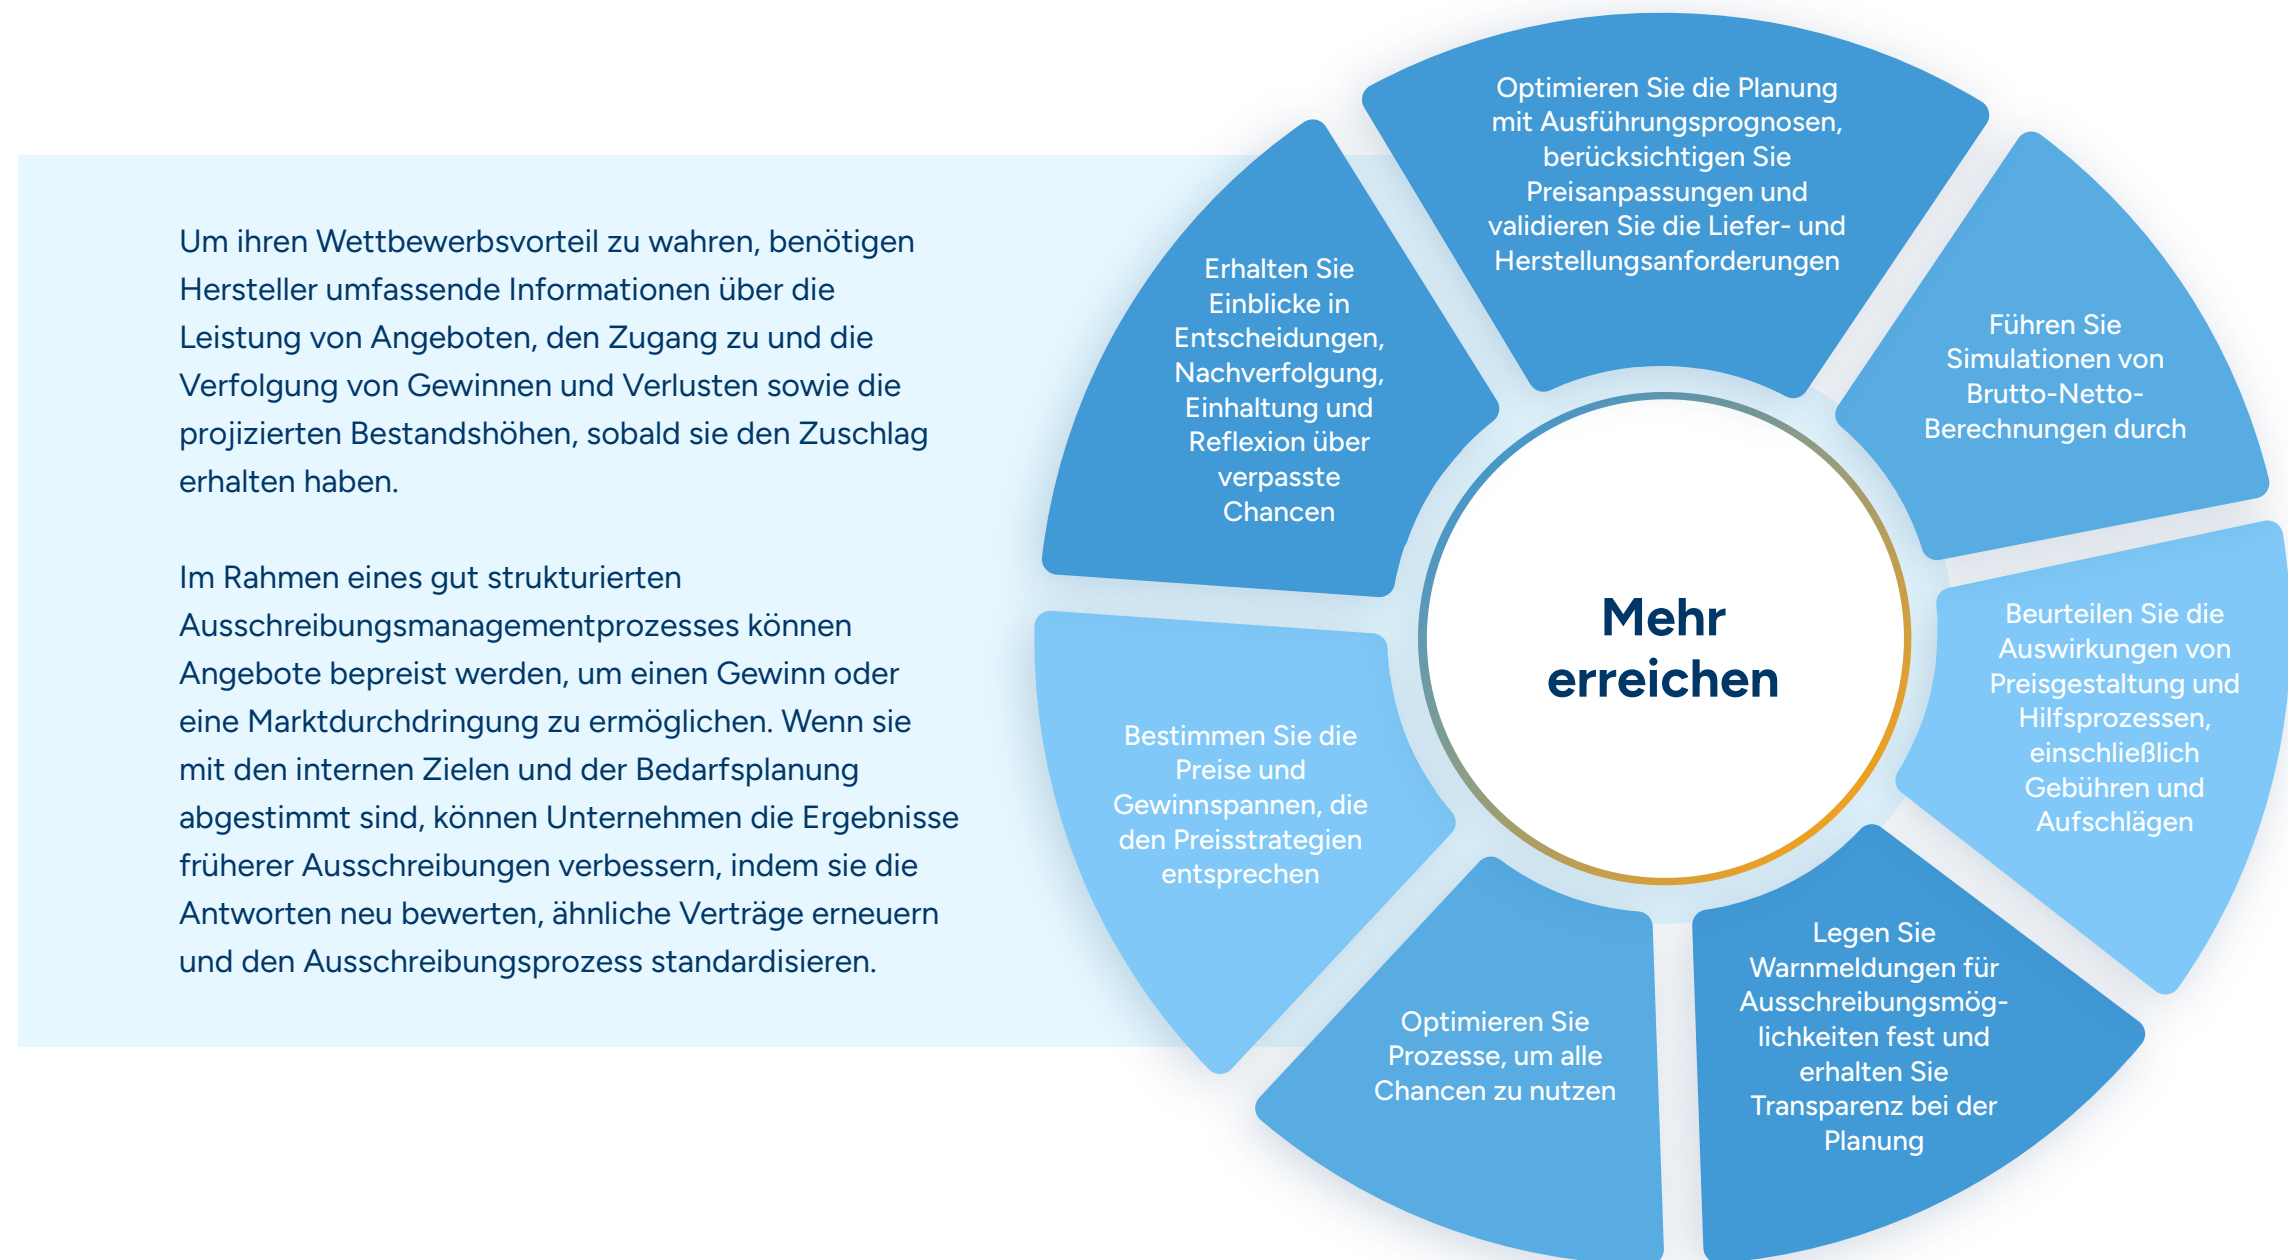 Um ihren Wettbewerbsvorteil zu wahren, benötigen
Hersteller umfassende Informationen über die
Leistung von Angeboten, den Zugang zu und die
Verfolgung von Gewinnen und Verlusten sowie die
projizierten Bestandshöhen, sobald sie den Zuschlag
erhalten haben.
Im Rahmen eines gut strukturierten
Ausschreibungsmanagementprozesses können
Angebote bepreist werden, um einen Gewinn oder
eine Marktdurchdringung zu ermöglichen. Wenn sie
mit den internen Zielen und der Bedarfsplanung
abgestimmt sind, können Unternehmen die Ergebnisse
früherer Ausschreibungen verbessern, indem sie die
Antworten neu bewerten, ähnliche Verträge erneuern
und den Ausschreibungsprozess standardisieren.
Mehr
erreichen
Optimieren Sie die Planung
mit Ausführungsprognosen,
berücksichtigen Sie
Preisanpassungen und
validieren Sie die Liefer- und
Herstellungsanforderungen
Führen Sie
Simulationen von
Brutto-Netto-
Berechnungen durch
Beurteilen Sie die
Auswirkungen von
Preisgestaltung und
Hilfsprozessen,
einschließlich
Gebühren und
Aufschlägen
Legen Sie
Warnmeldungen für
Ausschreibungsmög-
lichkeiten fest und
erhalten Sie
Transparenz bei der
Planung
Optimieren Sie
Prozesse, um alle
Chancen zu nutzen
Bestimmen Sie die
Preise und
Gewinnspannen, die
den Preisstrategien
entsprechen
Erhalten Sie
Einblicke in
Entscheidungen,
Nachverfolgung,
Einhaltung und
Reflexion über
verpasste
Chancen